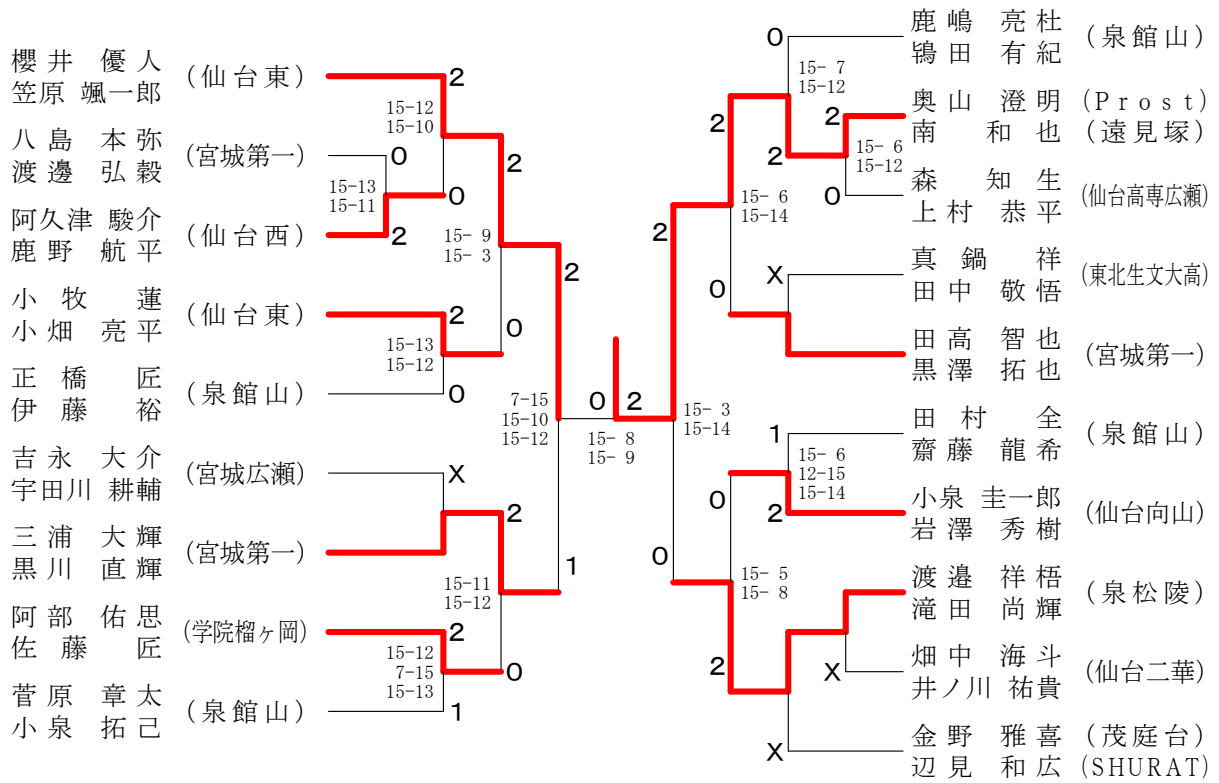 櫻井 優人
笠原 颯一郎
(仙台東)
2
15-12
15-10
八島 本弥
渡邊 弘毅
(宮城第一)
0
15-13
15-11
0
2
阿久津 駿介
鹿野 航平
(仙台西)
2
15- 9
15- 3
2
小牧 蓮
小畑 亮平
(仙台東)
2
15-13
15-12
0
正橋 匠
伊藤 裕
(泉館山)
0
7-15
15-10
15-12
吉永 大介
宇田川 耕輔
(宮城広瀬)
X
三浦 大輝
黒川 直輝
(宮城第一)
2
15-11
15-12
1
阿部 佑思
佐藤 匠
(学院榴ヶ岡)
2
15-12
7-15
15-13
0
菅原 章太
小泉 拓己
(泉館山)
1
0
2
15- 8
15- 9
鹿嶋 亮杜
鴇田 有紀
(泉館山)
0
15- 7
15-12
奥山 澄明
南 和也
(Prost)
(遠見塚)
2
2
2
15- 6
15-12
森 知生
上村 恭平
(仙台高専広瀬)
0
15- 6
15-14
2
真鍋 祥
田中 敬悟
(東北生文大高)
X
0
田高 智也
黒澤 拓也
(宮城第一)
15- 3
15-14
田村 全
齋藤 龍希
(泉館山)
1
15- 6
12-15
15-14
小泉 圭一郎
岩澤 秀樹
(仙台向山)
2
0
0
15- 5
15- 8
渡邉 祥梧
滝田 尚輝
(泉松陵)
畑中 海斗
井ノ川 祐貴
(仙台二華)
X
2
金野 雅喜
辺見 和広
(茂庭台)
(SHURAT)
X